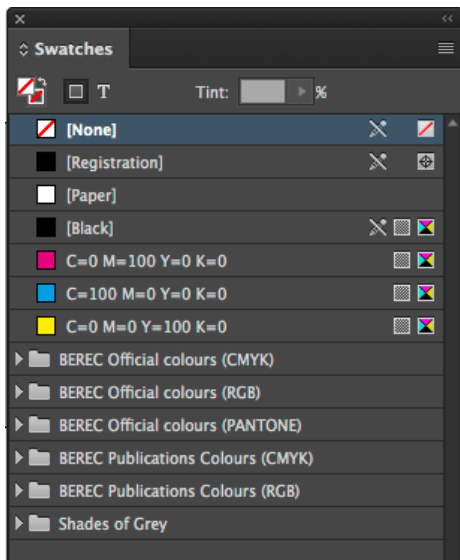 Swatches
T Tint: %
[None]
[Registration]
[Paper]
[Black]
C=0 M=100 Y=0 K=0
C=100 M=0 Y=0 K=0
C=0 M=0 Y=100 K=0
BEREC Official colours (CMYK)
BEREC Official colours (RGB)
BEREC Official colours (PANTONE)
BEREC Publications Colours (CMYK)
BEREC Publications Colours (RGB)
Shades of Grey